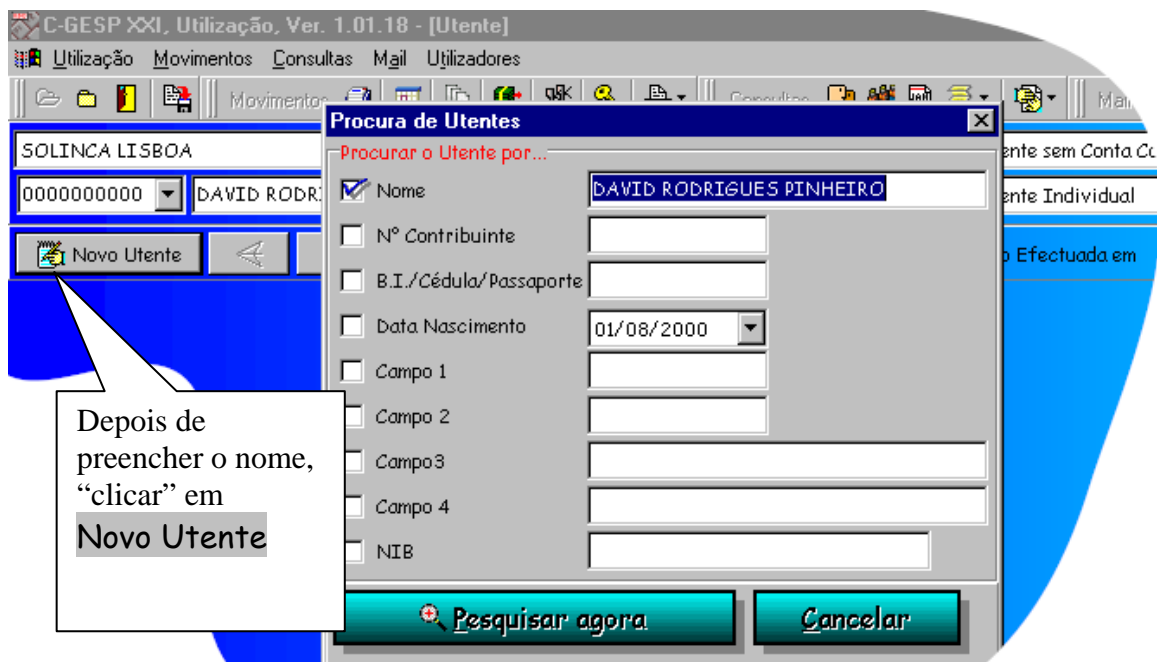 C-GESP XXI, Utilização, Ver. 1.01.18 - [Utente]
Utilização Movimentos Consultas Mail Utilizadores
Movimentos Consultas Mail
Procura de Utentes
SOLINCA LISBOA
Procurar o Utente por...
ente sem Conta
0000000000 DAVID RODR
Nome DAVID RODRIGUES PINHEIRO
ente Individual
Novo Utente
Nº Contribuinte
o Efectuada em
B.I./Cédula/Passaporte
Data Nascimento 01/08/2000
Campo 1
Campo 2
Campo3
Campo 4
NIB
Pesquisar agora Cancelar
Depois de
preencher o nome,
“clicar” em
Novo Utente